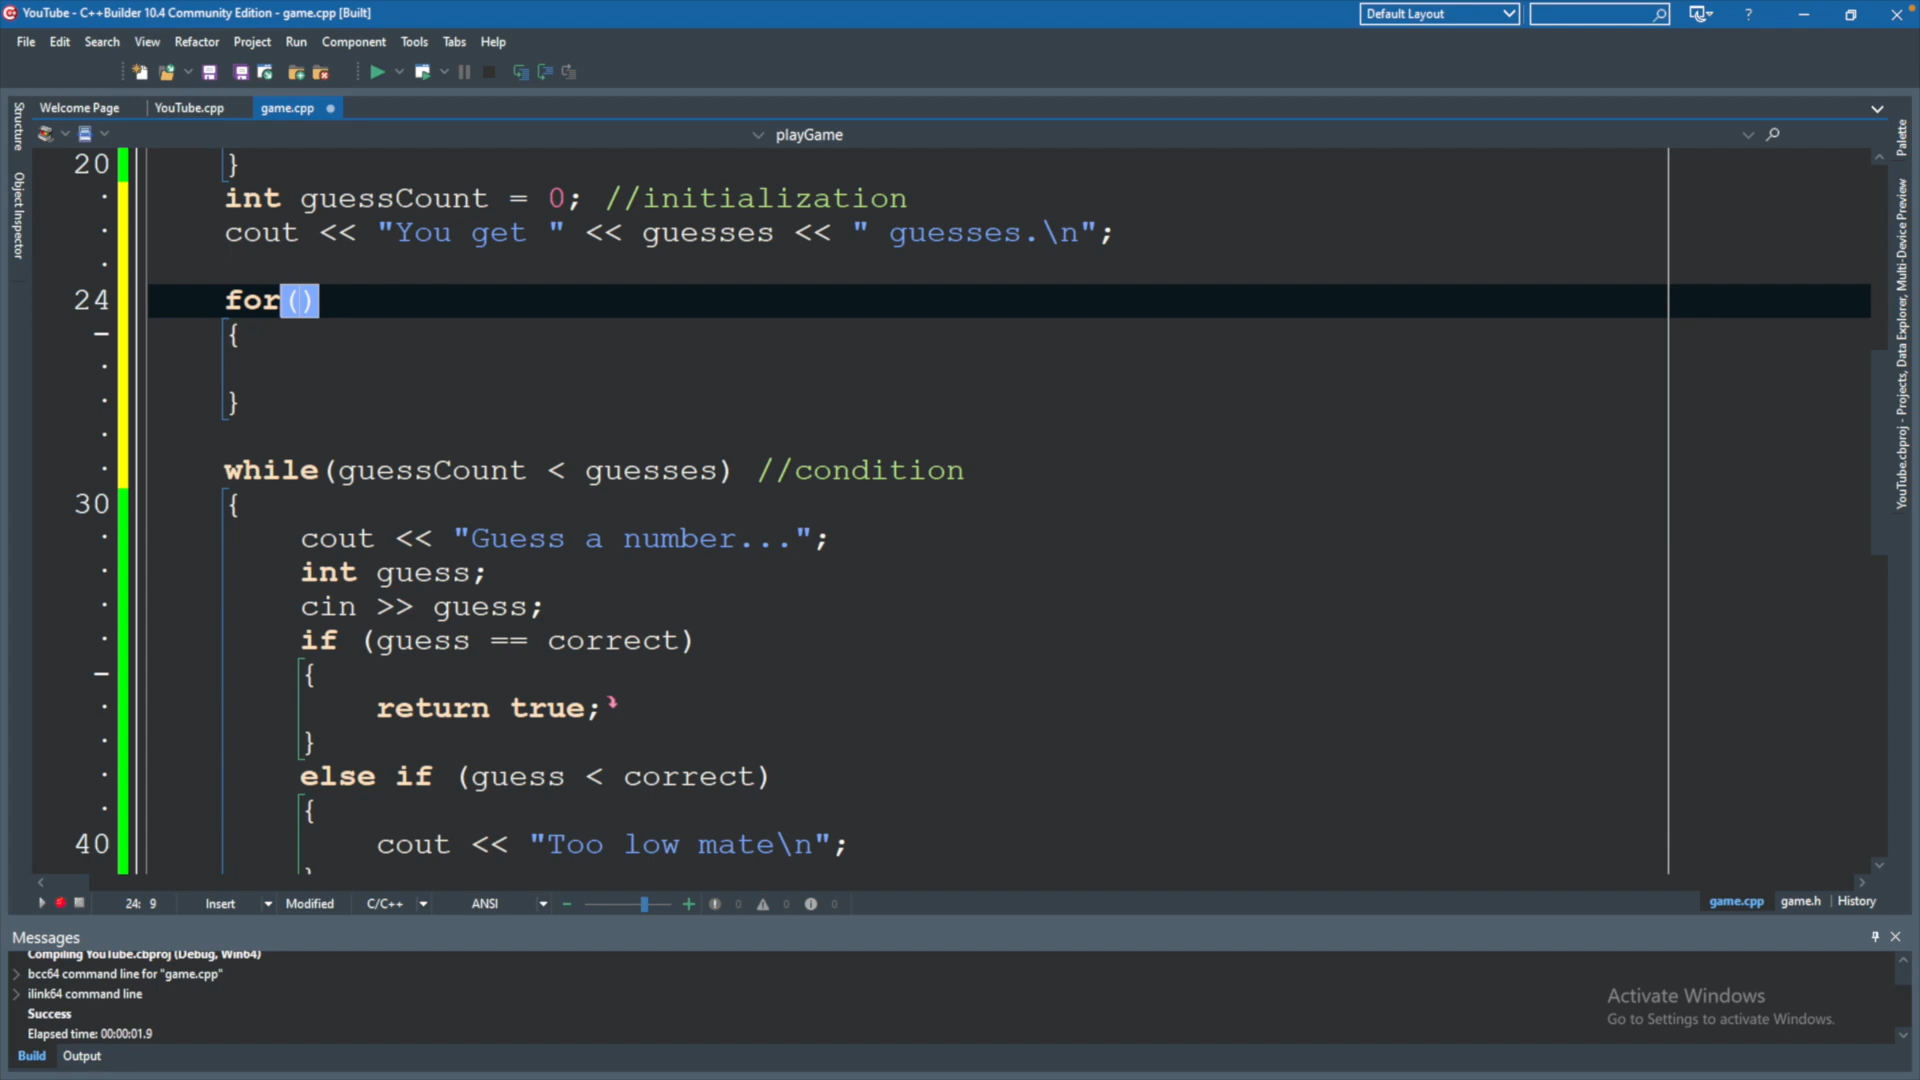 YouTube - C++Builder 10.4 Community Edition - game.cpp [Built]
Default Layout
?
File Edit Search View Refactor Project Run Component Tools Tabs Help
Welcome Page YouTube.cpp game.cpp
playGame
Structure
Object Inspector
Palette
YouTube.cbproj - Projects, Data Explorer, Multi-Device Preview
20 }
int guessCount = 0; //initialization
cout << "You get " << guesses << " guesses.\n";
24 for()
{
}
while(guessCount < guesses) //condition
30 {
cout << "Guess a number...";
int guess;
cin >> guess;
if (guess == correct)
{
return true;
}
else if (guess < correct)
{
40 cout << "Too low mate\n";
24: 9 Insert Modified C/C++ ANSI 0 0 0
game.cpp game.h History
Messages
Compiling YouTube.cbproj (Debug, Win64)
bcc64 command line for "game.cpp"
ilink64 command line
Success
Elapsed time: 00:00:01.9
Build Output
Activate Windows
Go to Settings to activate Windows.